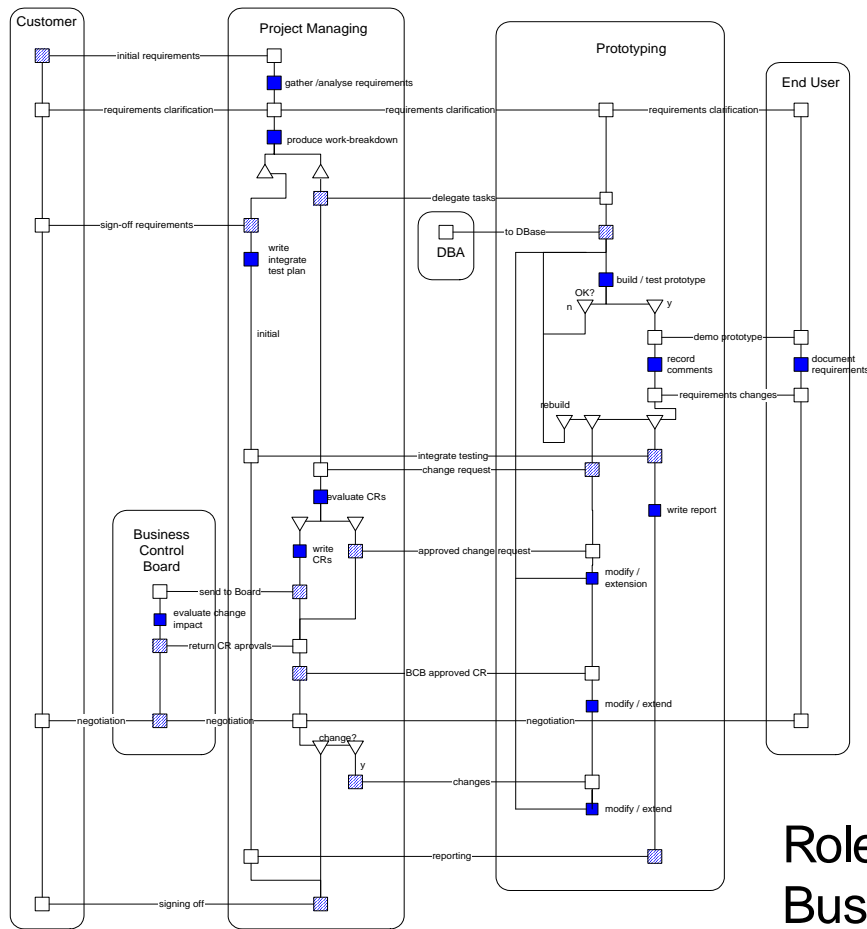 Customer
Project Managing
Prototyping
End User
initial requirements
gather /analyse requirements
requirements clarification
requirements clarification
requirements clarification
produce work-breakdown
delegate tasks
sign-off requirements
to DBase
DBA
write
integrate
test plan
build / test prototype
OK?
n
y
initial
demo prototype
record
comments
document
requirements
requirements changes
rebuild
integrate testing
change request
evaluate CRs
write report
Business
Control
Board
write
CRs
approved change request
modify /
extension
send to Board
evaluate change
impact
return CR aprovals
BCB approved CR
modify / extend
negotiation
negotiation
negotiation
change?
y
changes
modify / extend
reporting
signing off
Role
Bus